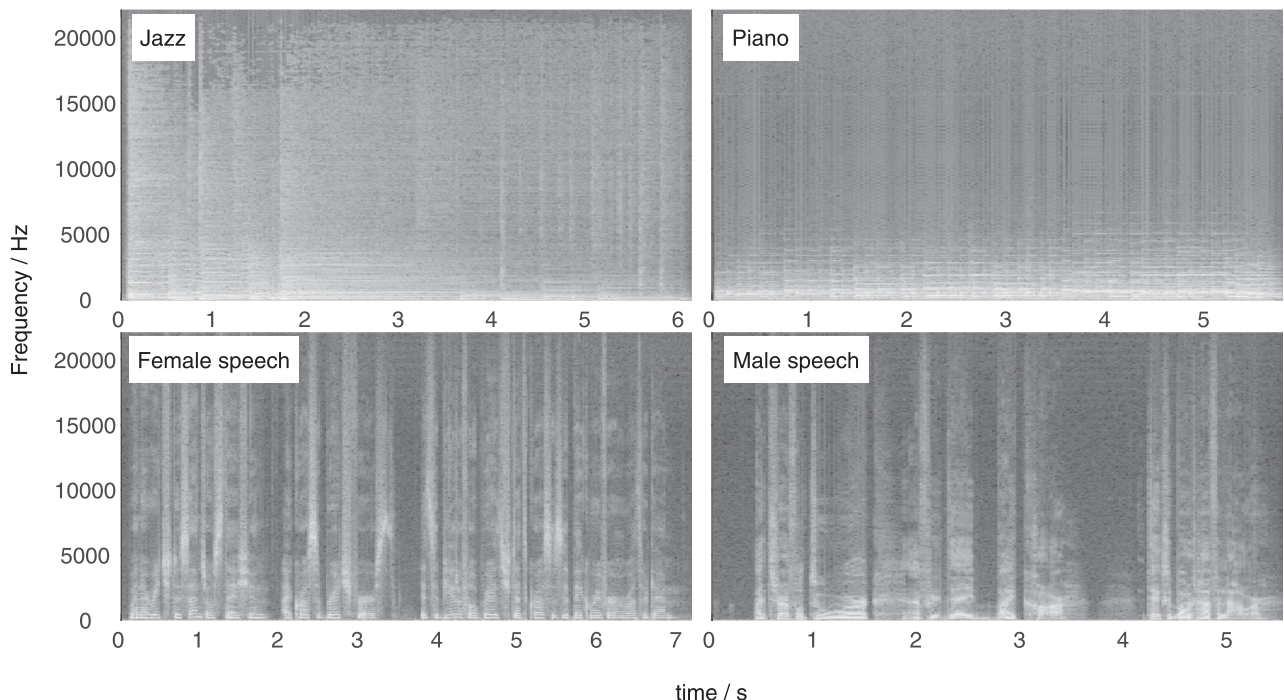 Frequency / Hz
Jazz
20000
15000
10000
5000
0
0 1 2 3 4 5 6
Piano
0 1 2 3 4 5
Female speech
20000
15000
10000
5000
0
0 1 2 3 4 5 6 7
Male speech
0 1 2 3 4 5
time / s